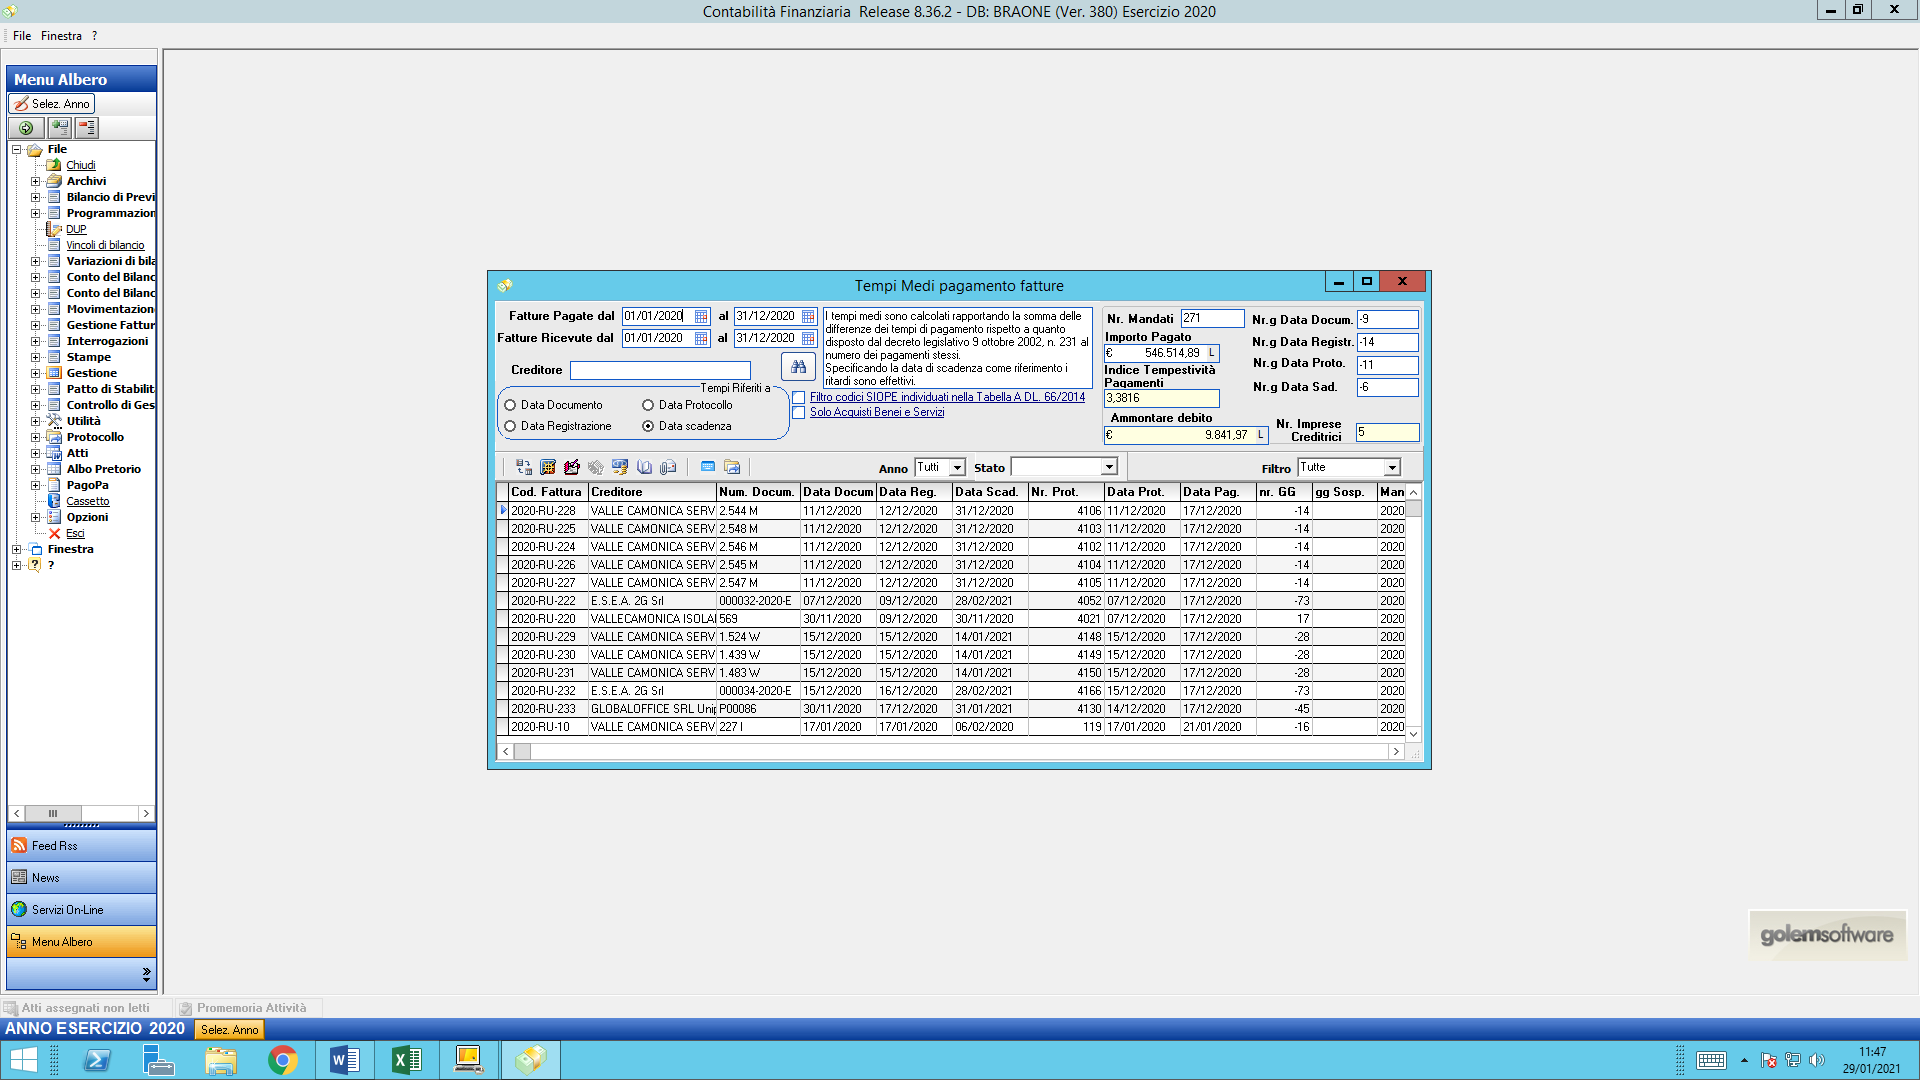 Contabilità Finanziaria  Release 8.36.2 - DB: BRAONE (Ver. 380) Esercizio 2020
File Finestra ?
Menu Albero
Selez. Anno
File
Chiudi
Archivi
Bilancio di Previ
Programmazion
DUP
Vincoli di bilancio
Variazioni di bila
Conto del Bilanc
Conto del Bilanc
Movimentazion
Gestione Fattur
Interrogazioni
Stampe
Gestione
Patto di Stabilit
Controllo di Ges
Utilità
Protocollo
Atti
Albo Pretorio
PagoPa
Cassetto
Opzioni
Esci
Finestra
?
Feed Rss
News
Servizi On-Line
Menu Albero
Tempi Medi pagamento fatture
Fatture Pagate dal 01/01/2020 al 31/12/2020
Fatture Ricevute dal 01/01/2020 al 31/12/2020
Creditore
I tempi medi sono calcolati rapportando la somma delle
differenze dei tempi di pagamento rispetto a quanto
disposto dal decreto legislativo 9 ottobre 2002, n. 231 al
numero dei pagamenti stessi.
Specificando la data di scadenza come riferimento i
ritardi sono effettivi.
Tempi Riferiti a
Data Documento Data Protocollo
Data Registrazione Data scadenza
Filtro codici SIOPE individuati nella Tabella A DL. 66/2014
Solo Acquisti Benei e Servizi
Nr. Mandati 271
Importo Pagato
€ 546.514,89 L
Indice Tempestività
Pagamenti
3,3816
Ammontare debito
€ 9.841,97 L
Nr.g Data Docum. -9
Nr.g Data Registr. -14
Nr.g Data Proto. -11
Nr.g Data Sad. -6
Nr. Imprese
Creditrici 5
Anno Tutti Stato Filtro Tutte
Cod. Fattura Creditore Num. Docum. Data Docum Data Reg. Data Scad. Nr. Prot. Data Prot. Data Pag. nr. GG gg Sosp. Man
2020-RU-228 VALLE CAMONICA SERV 2.544 M 11/12/2020 12/12/2020 31/12/2020 4106 11/12/2020 17/12/2020 -14 2020
2020-RU-225 VALLE CAMONICA SERV 2.548 M 11/12/2020 12/12/2020 31/12/2020 4103 11/12/2020 17/12/2020 -14 2020
2020-RU-224 VALLE CAMONICA SERV 2.546 M 11/12/2020 12/12/2020 31/12/2020 4102 11/12/2020 17/12/2020 -14 2020
2020-RU-226 VALLE CAMONICA SERV 2.545 M 11/12/2020 12/12/2020 31/12/2020 4104 11/12/2020 17/12/2020 -14 2020
2020-RU-227 VALLE CAMONICA SERV 2.547 M 11/12/2020 12/12/2020 31/12/2020 4105 11/12/2020 17/12/2020 -14 2020
2020-RU-222 E.S.E.A. 2G Srl 000032-2020-E 07/12/2020 09/12/2020 28/02/2021 4052 07/12/2020 17/12/2020 -73 2020
2020-RU-220 VALLECAMONICA ISOLAI 569 30/11/2020 09/12/2020 30/11/2020 4021 07/12/2020 17/12/2020 17 2020
2020-RU-229 VALLE CAMONICA SERV 1.524 W 15/12/2020 15/12/2020 14/01/2021 4148 15/12/2020 17/12/2020 -28 2020
2020-RU-230 VALLE CAMONICA SERV 1.439 W 15/12/2020 15/12/2020 14/01/2021 4149 15/12/2020 17/12/2020 -28 2020
2020-RU-231 VALLE CAMONICA SERV 1.483 W 15/12/2020 15/12/2020 14/01/2021 4150 15/12/2020 17/12/2020 -28 2020
2020-RU-232 E.S.E.A. 2G Srl 000034-2020-E 15/12/2020 16/12/2020 28/02/2021 4166 15/12/2020 17/12/2020 -73 2020
2020-RU-233 GLOBALOFFICE SRL Unip P00086 30/11/2020 17/12/2020 31/01/2021 4130 14/12/2020 17/12/2020 -45 2020
2020-RU-10 VALLE CAMONICA SERV 227 I 17/01/2020 17/01/2020 06/02/2020 119 17/01/2020 21/01/2020 -16 2020
golemsoftware
Atti assegnati non letti Promemoria Attività
ANNO ESERCIZIO 2020 Selez. Anno
11:47
29/01/2021